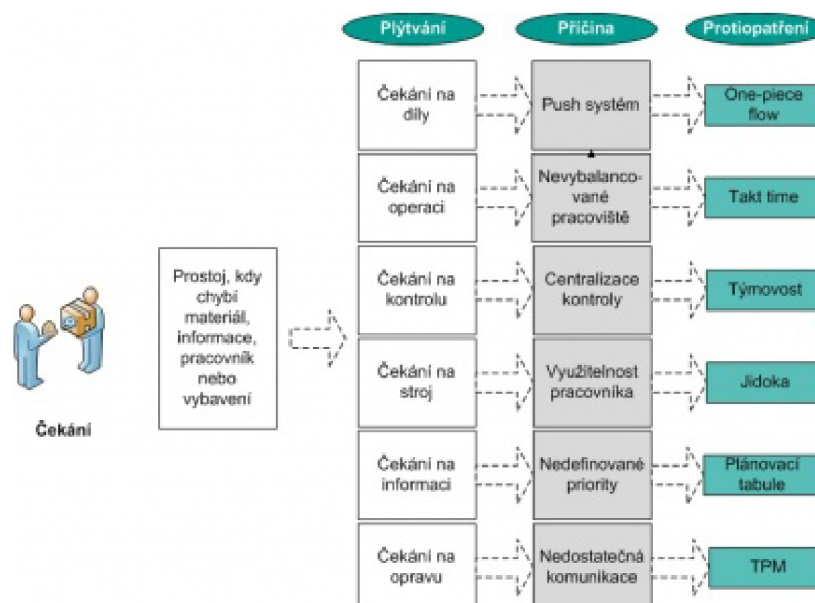 Plýtvání
Příčina
Protiopatření
Čekání na
díly
Push systém
One-piece
flow
Čekání na
operaci
Nevybalanco-
vané
pracoviště
Takt time
Prostoj, kdy
chybí
materiál,
informace,
pracovník
nebo
vybavení
Čekání
Čekání na
kontrolu
Centralizace
kontroly
Týmovost
Čekání na
stroj
Využitelnost
pracovníka
Jidoka
Čekání na
informaci
Nedefinované
priority
Plánovací
tabule
Čekání na
opravu
Nedostatečná
komunikace
TPM